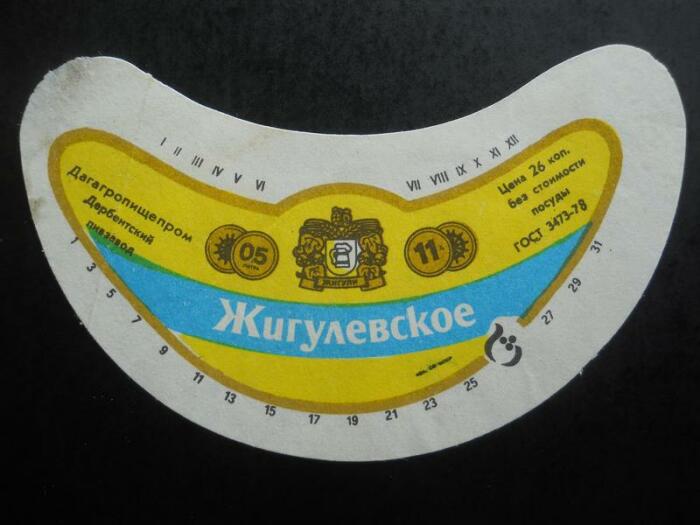 I II III IV V VI VII VIII IX X XI XII
Дагагропищепром
Дербентский
пивзавод
05
ЛИТРА
ЖИГУЛИ
11%
Цена 26 коп.
без стоимости
посуды
ГОСТ 3473-78
Жигулевское
1 3 5 7 9 11 13 15 17 19 21 23 25 27 29 31